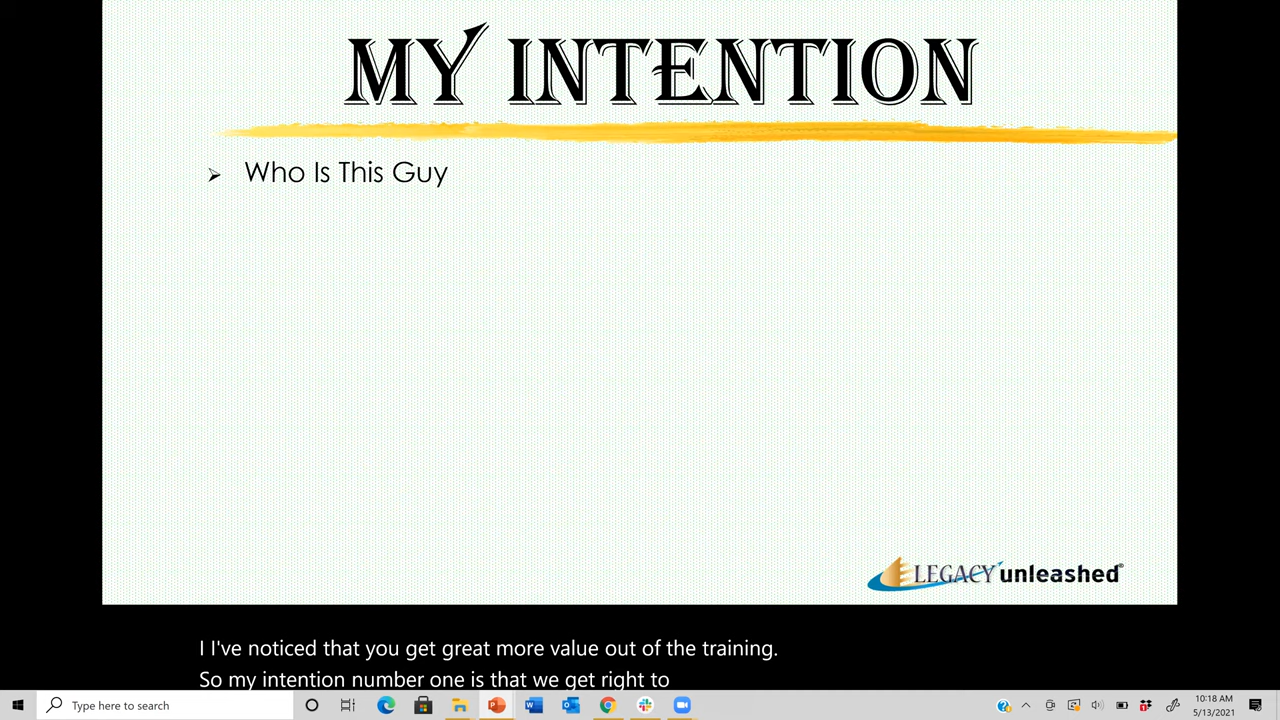 MY INTENTION
Who Is This Guy
LEGACY unleashed®
I I've noticed that you get great more value out of the training.
So my intention number one is that we get right to
Type here to search
10:18 AM
5/13/2021